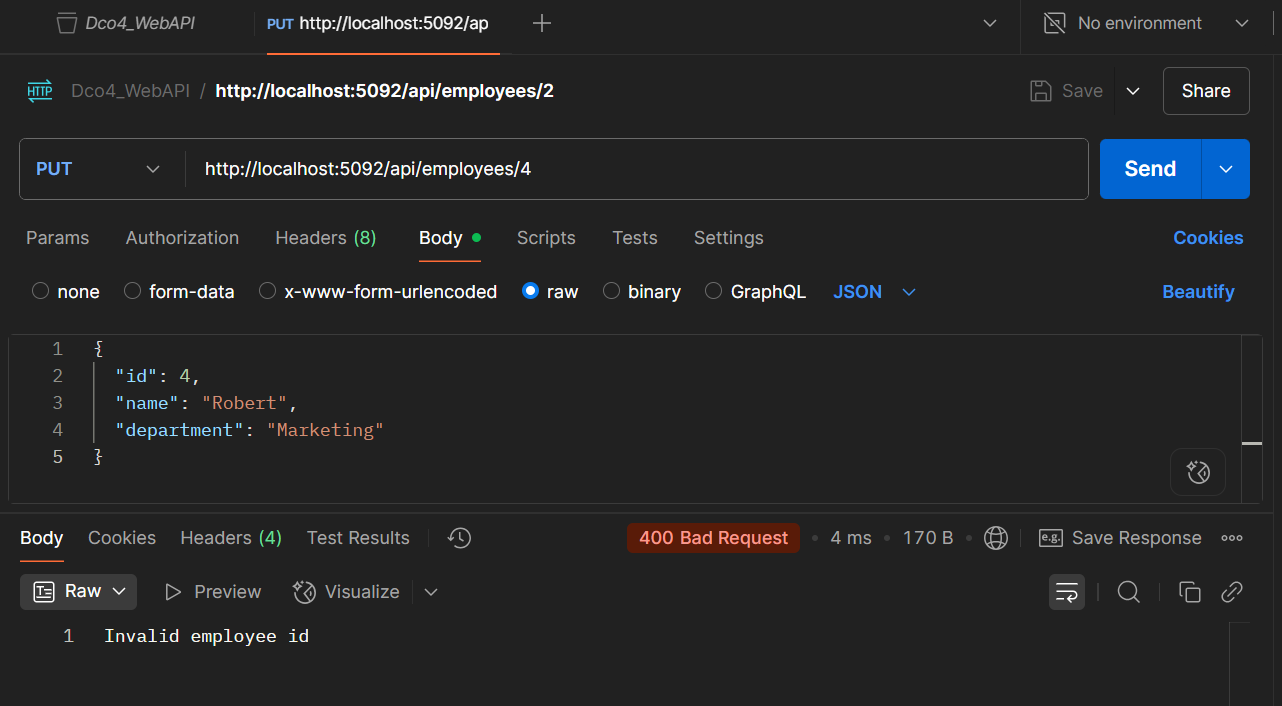 Dco4_WebAPI
PUT http://localhost:5092/ap
No environment
HTTP
Dco4_WebAPI / http://localhost:5092/api/employees/2
Save
Share
PUT
http://localhost:5092/api/employees/4
Send
Params Authorization Headers (8) Body Scripts Tests Settings Cookies
none form-data x-www-form-urlencoded raw binary GraphQL JSON Beautify
1 {
2 "id": 4,
3 "name": "Robert",
4 "department": "Marketing"
5 }
Body Cookies Headers (4) Test Results 400 Bad Request • 4 ms • 170 B • e.g. Save Response
Raw Preview Visualize
1 Invalid employee id